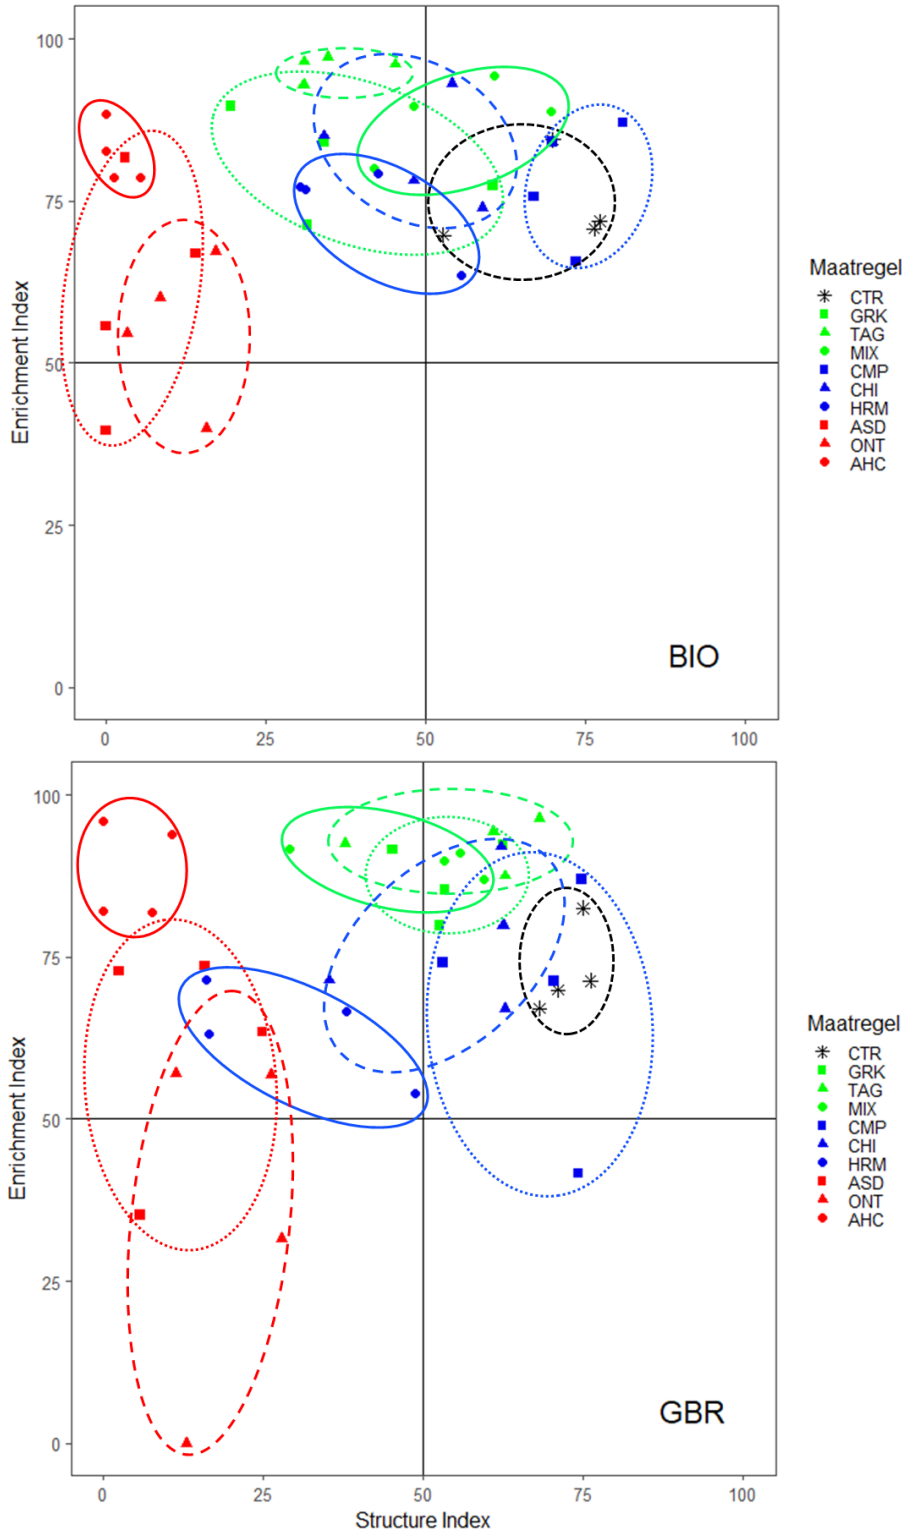 100
75
50
25
0
Enrichment Index
0 25 50 75 100
BIO
Maatregel
CTR
GRK
TAG
MIX
CMP
CHI
HRM
ASD
ONT
AHC
100
75
50
25
0
Enrichment Index
0 25 50 75 100
Structure Index
GBR
Maatregel
CTR
GRK
TAG
MIX
CMP
CHI
HRM
ASD
ONT
AHC